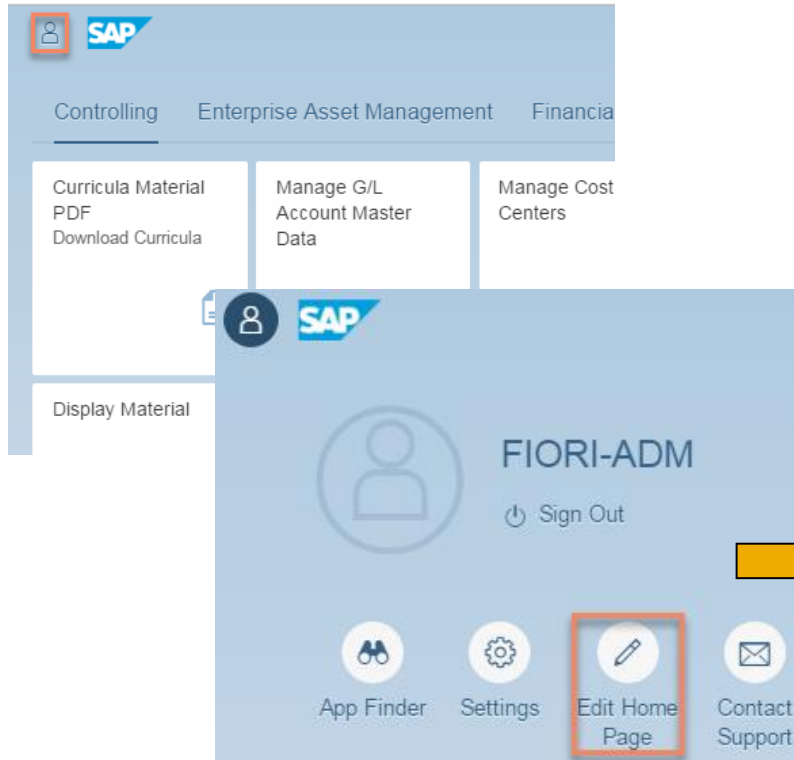 SAP
Controlling Enterprise Asset Management Financia
Curricula Material
PDF
Download Curricula
Manage G/L
Account Master
Data
Manage Cost
Centers
Display Material
SAP
FIORI-ADM
Sign Out
App Finder
Settings
Edit Home
Page
Contact
Support